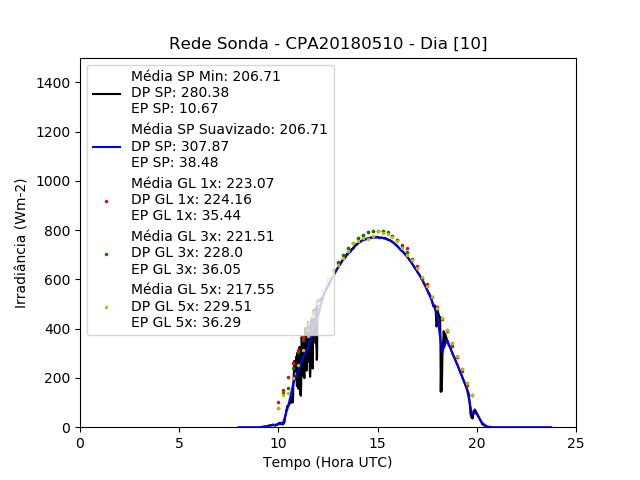 Rede Sonda - CPA20180510 - Dia [10]
Irradiância (Wm-2)
1400
1200
1000
800
600
400
200
0
Média SP Min: 206.71
DP SP: 280.38
EP SP: 10.67
Média SP Suavizado: 206.71
DP SP: 307.87
EP SP: 38.48
Média GL 1x: 223.07
DP GL 1x: 224.16
EP GL 1x: 35.44
Média GL 3x: 221.51
DP GL 3x: 228.0
EP GL 3x: 36.05
Média GL 5x: 217.55
DP GL 5x: 229.51
EP GL 5x: 36.29
0 5 10 15 20 25
Tempo (Hora UTC)